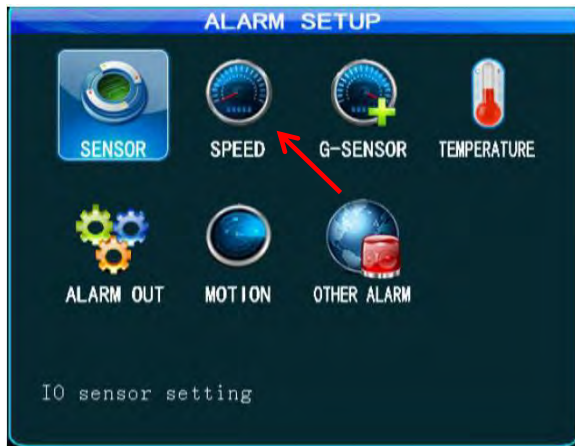 ALARM SETUP
SENSOR SPEED G-SENSOR TEMPERATURE
ALARM OUT MOTION OTHER ALARM
IO sensor setting